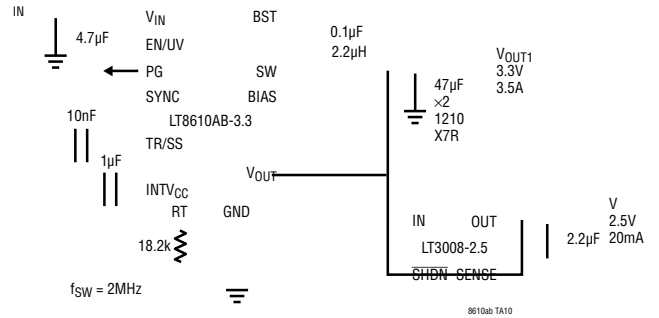 IN
VIN
BST
4.7µF
EN/UV
0.1µF
2.2µH
PG
SW
VOUT1
3.3V
3.5A
SYNC
BIAS
47µF
×2
1210
X7R
10nF
LT8610AB-3.3
TR/SS
1µF
VOUT
INTVCC
RT
GND
18.2k
IN
OUT
LT3008-2.5
SHDN
SENSE
2.2µF
V
2.5V
20mA
fSW = 2MHz
8610ab TA10